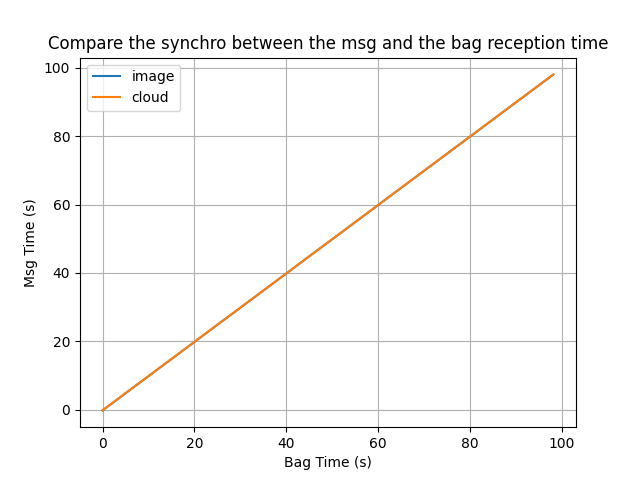 Compare the synchro between the msg and the bag reception time
image
cloud
100
80
60
40
20
0
Msg Time (s)
0 20 40 60 80 100
Bag Time (s)